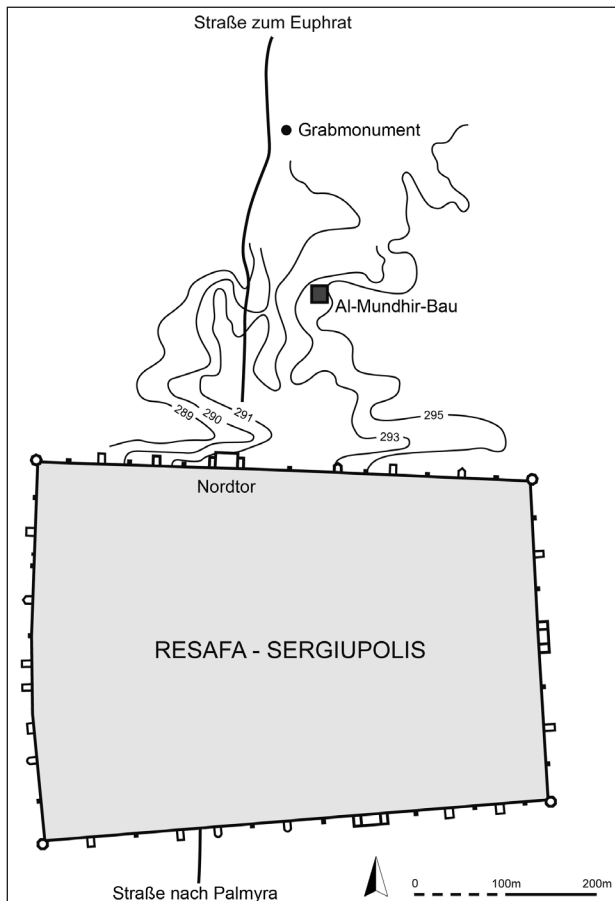 Straße zum Euphrat
Grabmonument
Al-Mundhir-Bau
289
290
291
293
295
Nordtor
RESAFA - SERGIUPOLIS
Straße nach Palmyra
0 100m 200m